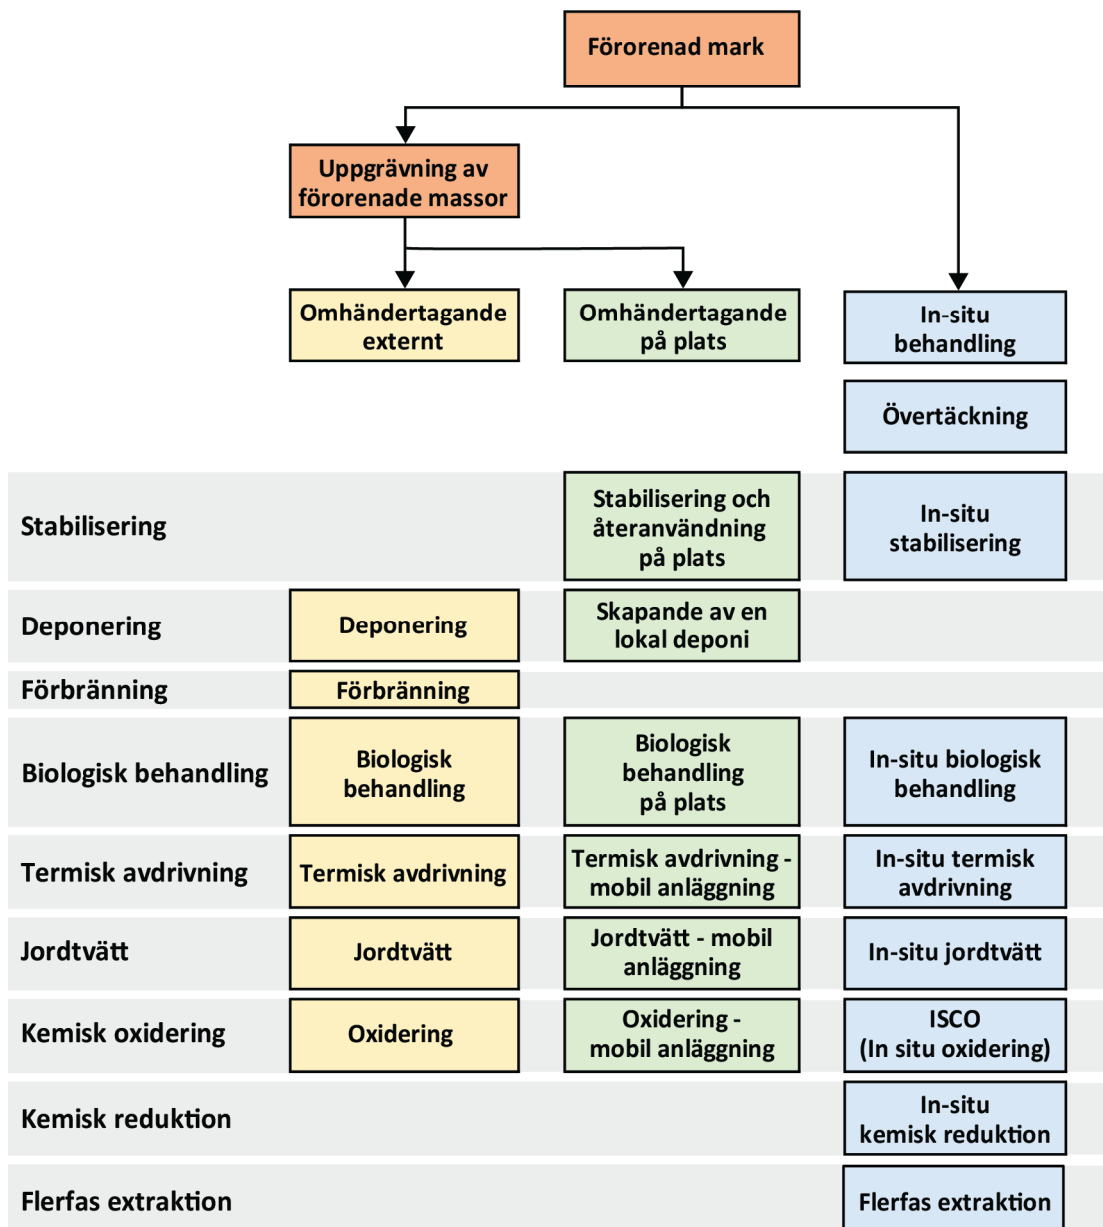 Förorenad mark
Uppgrävning av
förorenade massor
Omhändertagande
externt
Omhändertagande
på plats
In-situ
behandling
Övertäckning
Stabilisering
Stabilisering och
återanvändning
på plats
In-situ
stabilisering
Deponering
Deponering
Skapande av en
lokal deponi
Förbränning
Förbränning
Biologisk behandling
Biologisk
behandling
Biologisk
behandling
på plats
In-situ biologisk
behandling
Termisk avdrivning
Termisk avdrivning
Termisk avdrivning -
mobil anläggning
In-situ termisk
avdrivning
Jordtvätt
Jordtvätt
Jordtvätt - mobil
anläggning
In-situ jordtvätt
Kemisk oxidering
Oxidering
Oxidering -
mobil anläggning
ISCO
(In situ oxidering)
Kemisk reduktion
In-situ
kemisk reduktion
Flerfas extraktion
Flerfas extraktion